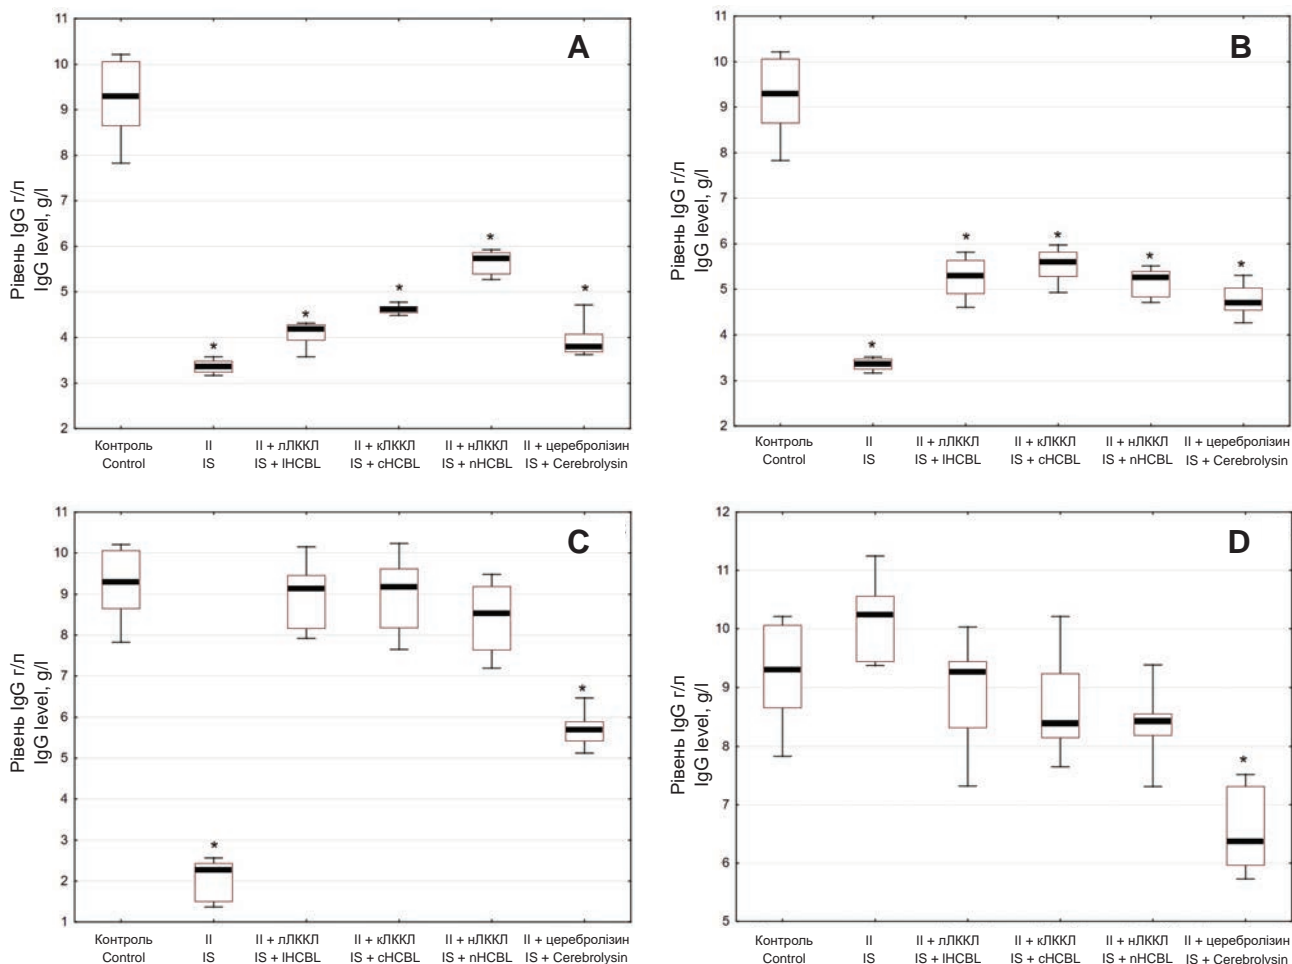 A
Рівень IgG г/л
IgG level, g/l
11
10
9
8
7
6
5
4
3
2
*
*
*
*
*
Контроль
Control
ІІ
IS
ІІ + лЛККЛ
IS + lHCBL
ІІ + кЛККЛ
IS + cHCBL
ІІ + нЛККЛ
IS + nHCBL
ІІ + церебролізин
IS + Cerebrolysin
B
Рівень IgG г/л
IgG level, g/l
11
10
9
8
7
6
5
4
3
2
*
*
*
*
*
Контроль
Control
ІІ
IS
ІІ + лЛККЛ
IS + lHCBL
ІІ + кЛККЛ
IS + cHCBL
ІІ + нЛККЛ
IS + nHCBL
ІІ + церебролізин
IS + Cerebrolysin
C
Рівень IgG г/л
IgG level, g/l
11
10
9
8
7
6
5
4
3
2
1
*
*
Контроль
Control
ІІ
IS
ІІ + лЛККЛ
IS + lHCBL
ІІ + кЛККЛ
IS + cHCBL
ІІ + нЛККЛ
IS + nHCBL
ІІ + церебролізин
IS + Cerebrolysin
D
Рівень IgG г/л
IgG level, g/l
12
11
10
9
8
7
6
5
*
Контроль
Control
ІІ
IS
ІІ + лЛККЛ
IS + lHCBL
ІІ + кЛККЛ
IS + cHCBL
ІІ + нЛККЛ
IS + nHCBL
ІІ + церебролізин
IS + Cerebrolysin